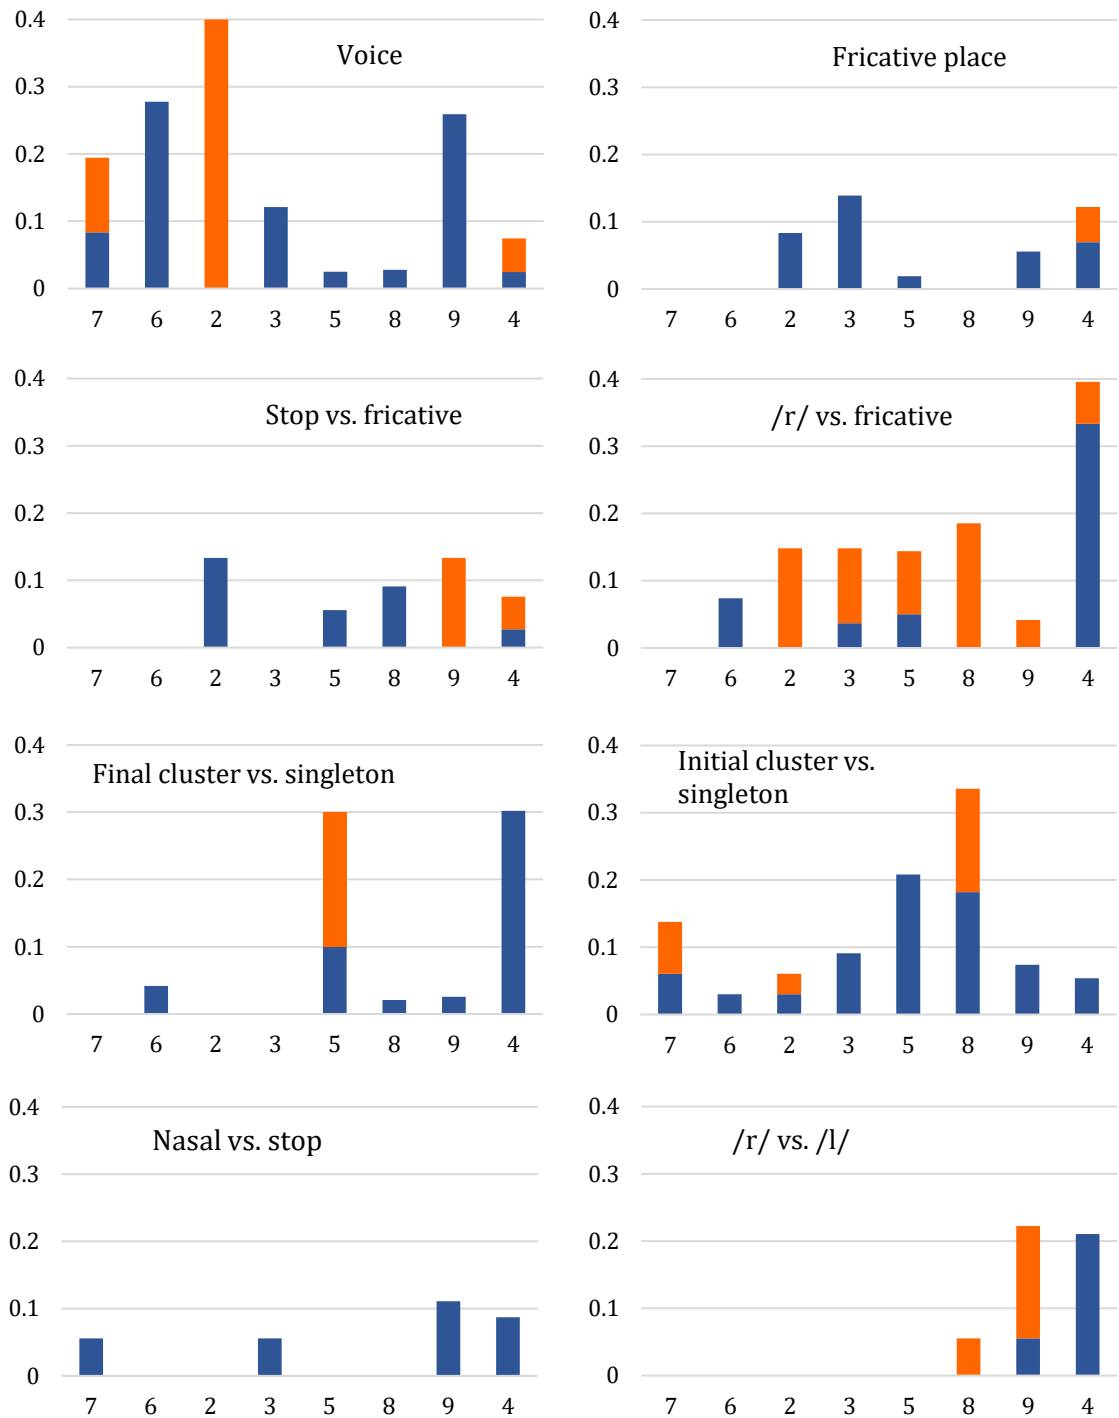 Voice
0.4
0.3
0.2
0.1
0
7 6 2 3 5 8 9 4
Fricative place
0.4
0.3
0.2
0.1
0
7 6 2 3 5 8 9 4
Stop vs. fricative
0.4
0.3
0.2
0.1
0
7 6 2 3 5 8 9 4
/r/ vs. fricative
0.4
0.3
0.2
0.1
0
7 6 2 3 5 8 9 4
Final cluster vs. singleton
0.4
0.3
0.2
0.1
0
7 6 2 3 5 8 9 4
Initial cluster vs.
singleton
0.4
0.3
0.2
0.1
0
7 6 2 3 5 8 9 4
Nasal vs. stop
0.4
0.3
0.2
0.1
0
7 6 2 3 5 8 9 4
/r/ vs. /l/
0.4
0.3
0.2
0.1
0
7 6 2 3 5 8 9 4